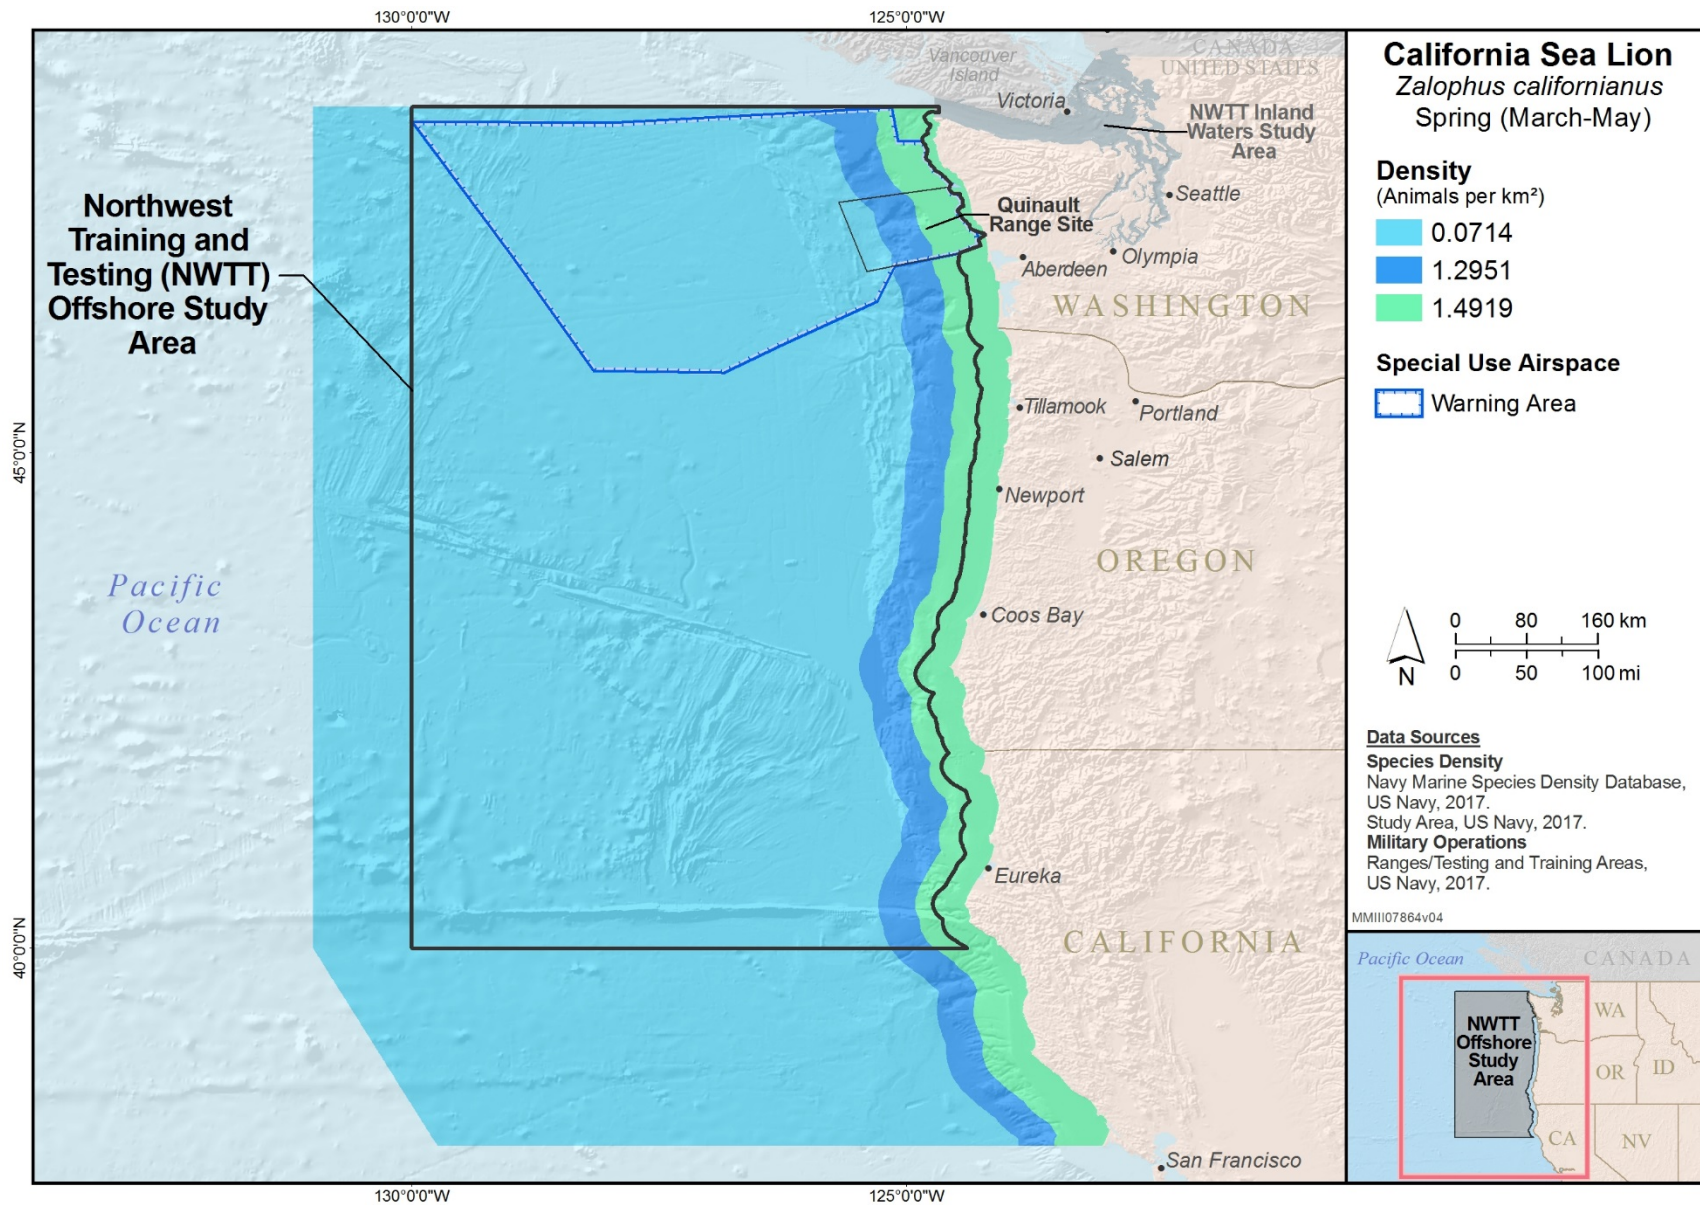 130°0'0"W
125°0'0"W
Vancouver
Island
CANADA
UNITED STATES
Victoria
NWTT Inland
Waters Study
Area
Seattle
Northwest
Training and
Testing (NWTT)
Offshore Study
Area
Quinault
Range Site
Aberdeen
Olympia
WASHINGTON
Tillamook
Portland
45°0'0"N
Salem
Newport
OREGON
Pacific
Ocean
Coos Bay
Eureka
40°0'0"N
CALIFORNIA
San Francisco
130°0'0"W
125°0'0"W
California Sea Lion
Zalophus californianus
Spring (March-May)
Density
(Animals per km²)
0.0714
1.2951
1.4919
Special Use Airspace
Warning Area
0 80 160 km
0 50 100 mi
N
Data Sources
Species Density
Navy Marine Species Density Database,
US Navy, 2017.
Study Area, US Navy, 2017.
Military Operations
Ranges/Testing and Training Areas,
US Navy, 2017.
MMIII07864v04
Pacific Ocean
CANADA
NWTT
Offshore
Study
Area
WA
OR
ID
CA
NV